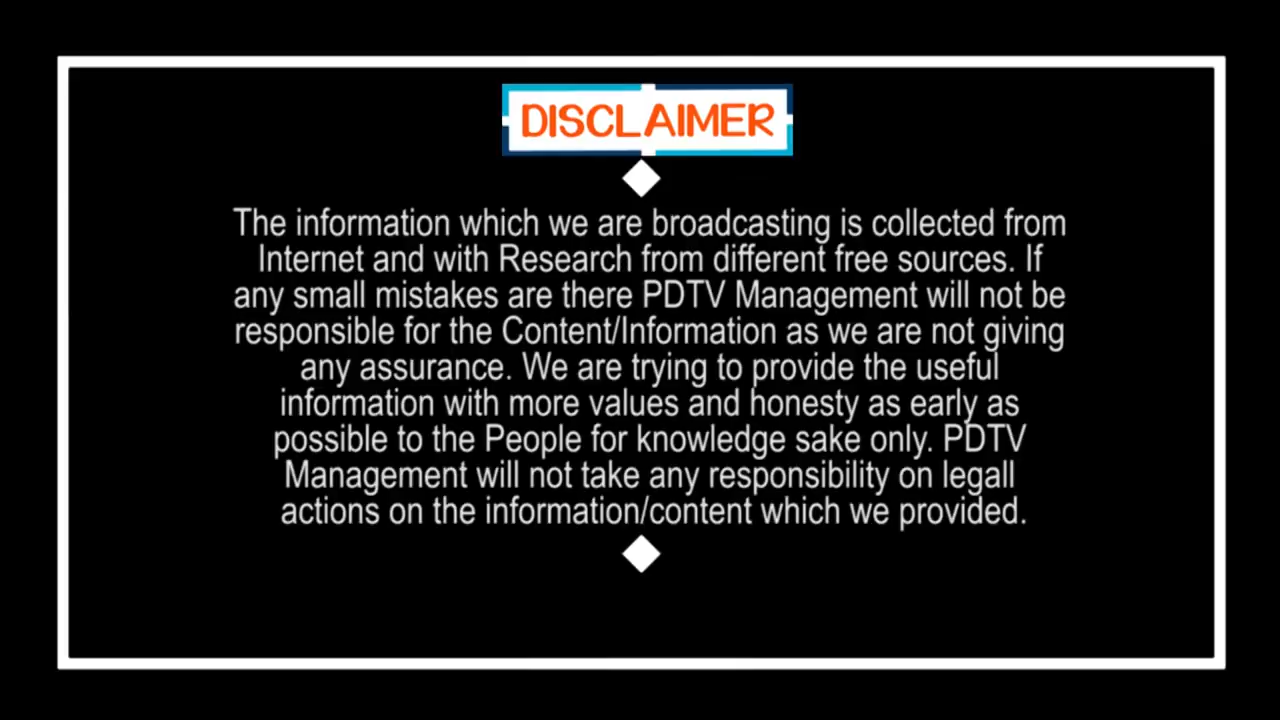 DISCLAIMER
The information which we are broadcasting is collected from
Internet and with Research from different free sources. If
any small mistakes are there PDTV Management will not be
responsible for the Content/Information as we are not giving
any assurance. We are trying to provide the useful
information with more values and honesty as early as
possible to the People for knowledge sake only. PDTV
Management will not take any responsibility on legall
actions on the information/content which we provided.